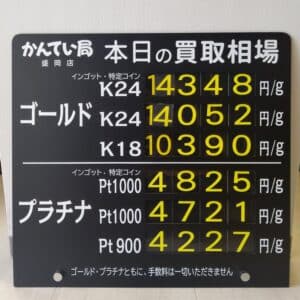 かんてい局 盛岡店 本日の買取相場
インゴット・特定コイン
K24 14348 円/g
ゴールド K24 14052 円/g
K18 10390 円/g
インゴット・特定コイン
Pt1000 4825 円/g
プラチナ Pt1000 4721 円/g
Pt900 4227 円/g
ゴールド・プラチナともに、手数料は一切いただきません